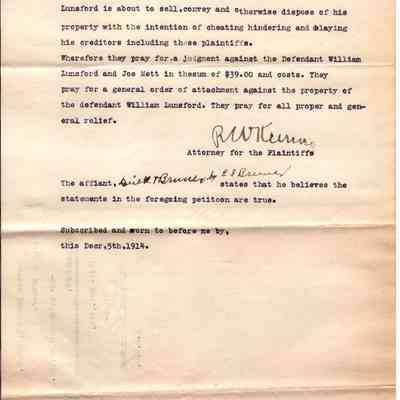 Lunsford is about to sell,convey and otherwise dispose of his
property with the intention of cheating hindering and delaying
his creditors including these plaintiffs.
Wherefore they pray for a judgment against the Defendant William
Lunsford and Joe Mett in thesum of $39.00 and costs. They
pray for a general order of attachment against the property of
the defendant William Lunsford. They pray for all proper and gen-
eral relief.
Attorney for the Plaintiffs
The affiant, by E S Bruner states that he believes the
statements in the foregoing petitoon are true.
Subscribed and sworn to before me by,
this Decr.5th.1914.